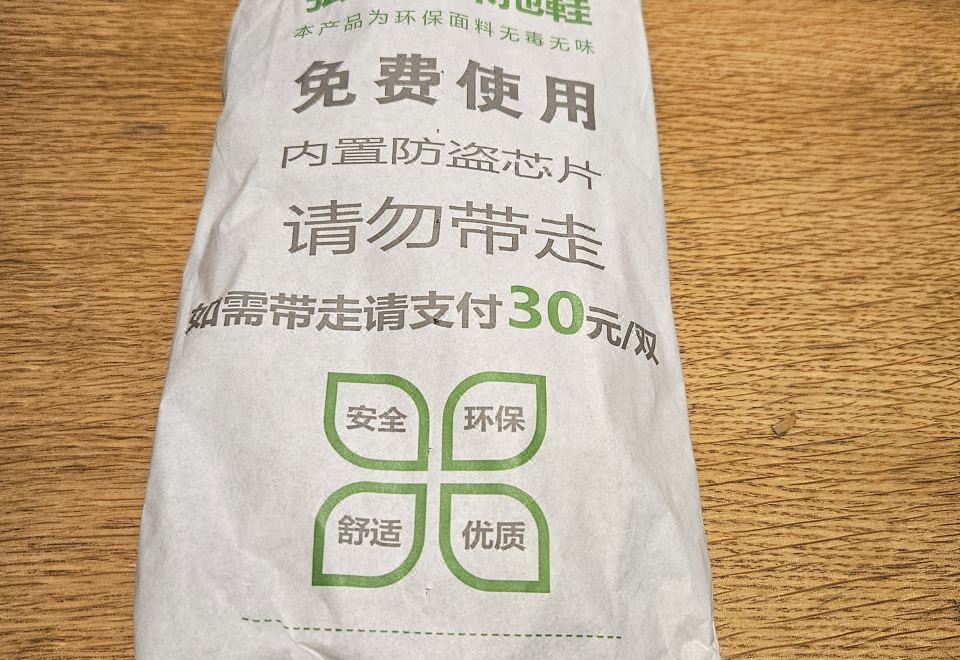 本产品为环保面料无毒无味
免费使用
内置防盗芯片
请勿带走
如需带走请支付30元/双
安全 环保
舒适 优质